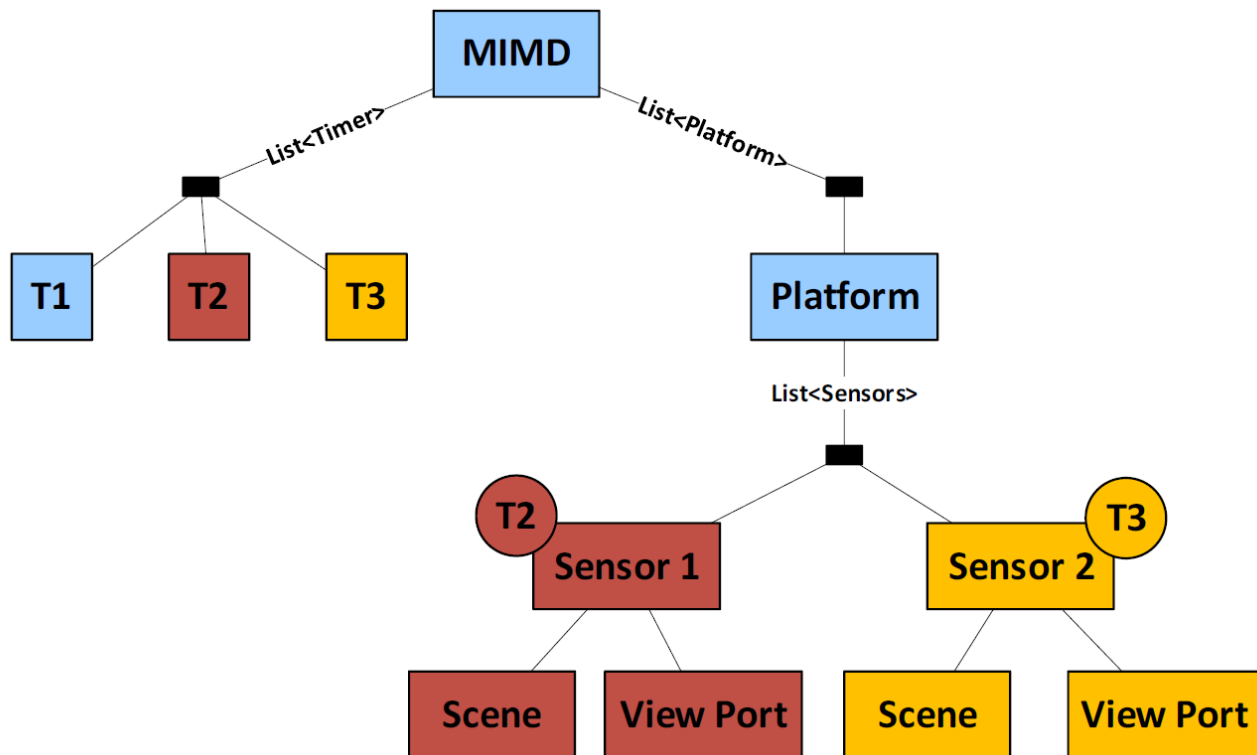 MIMD
List<Timer>
List<Platform>
T1
T2
T3
Platform
List<Sensors>
T2
T3
Sensor 1
Sensor 2
Scene
View Port
Scene
View Port